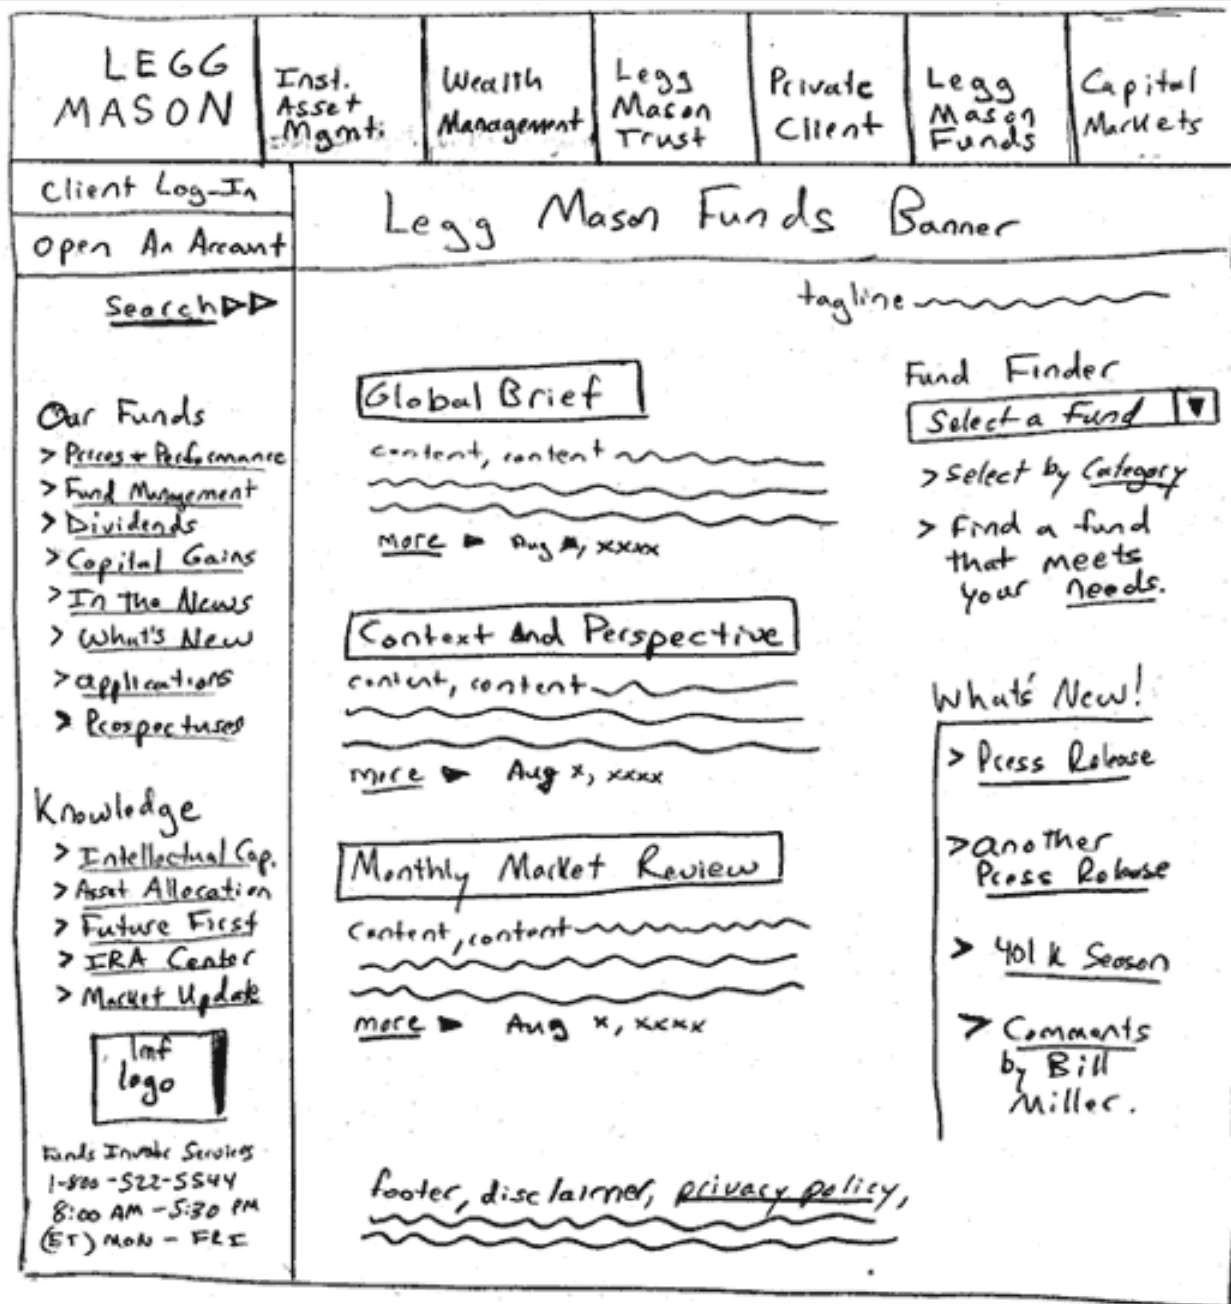 LEGG
MASON
Inst.
Asset
Mgmt.
Wealth
Management
Legg
Mason
Trust
Private
Client
Legg
Mason
Funds
Capital
Markets
Client Log-In
Open An Account
Legg Mason Funds Banner
Search
tagline
Our Funds
> Prices + Performance
> Fund Management
> Dividends
> Capital Gains
> In The News
> What's New
> applications
> Prospectuses
Knowledge
> Intellectual Cap.
> Asset Allocation
> Future First
> IRA Center
> Market Update
lmf
logo
Funds Investor Services
1-800-522-5544
8:00 AM - 5:30 PM
(ET) MON - FRI
Global Brief
content, content
more ► Aug x, xxxx
Context And Perspective
content, content
more ► Aug x, xxxx
Monthly Market Review
Content, content
more ► Aug x, xxxx
footer, disclaimer, privacy policy,
Fund Finder
Select a Fund ▼
> Select by Category
> Find a fund
that meets
your needs.
What's New!
> Press Release
> another
Press Release
> 401 k Season
> Comments
by Bill
Miller.